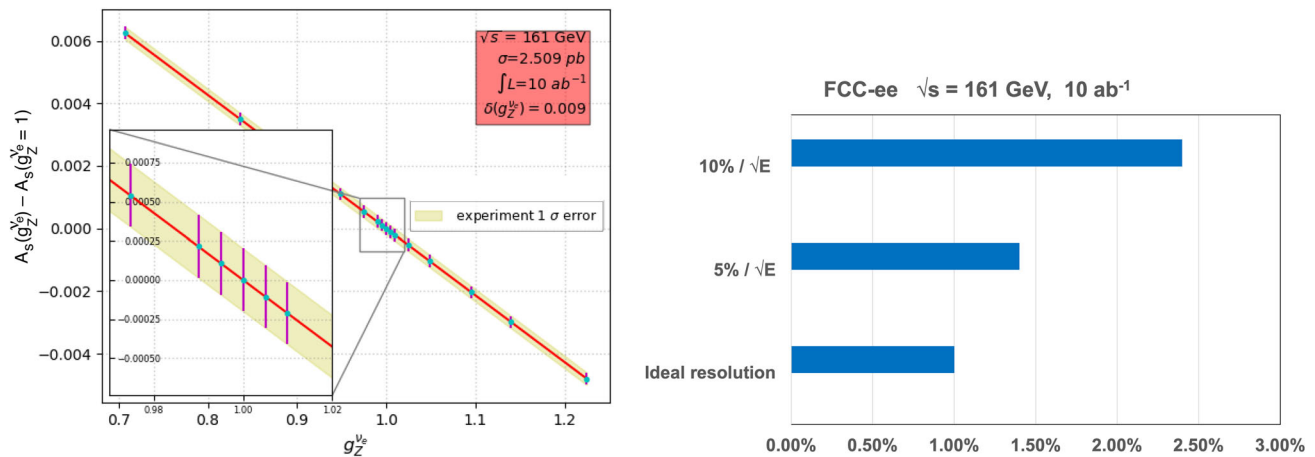 0.006
0.004
0.002
0.000
−0.002
−0.004
A_S(g_Z^{ν_e}) − A_S(g_Z^{ν_e} = 1)
√s = 161 GeV
σ=2.509 pb
∫L=10 ab⁻¹
δ(g_Z^{ν_e}) = 0.009
experiment 1 σ error
0.00075
0.00050
0.00025
0.00000
−0.00025
−0.00050
0.98
1.00
1.02
0.7
0.8
0.9
1.0
1.1
1.2
g_Z^{ν_e}
FCC-ee √s = 161 GeV, 10 ab⁻¹
10% / √E
5% / √E
Ideal resolution
0.00%
0.50%
1.00%
1.50%
2.00%
2.50%
3.00%